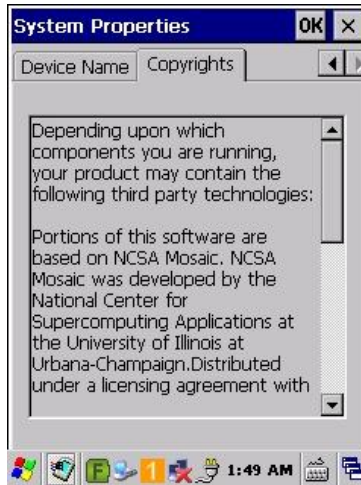 System Properties OK ×
Device Name Copyrights
Depending upon which
components you are running,
your product may contain the
following third party technologies:
Portions of this software are
based on NCSA Mosaic. NCSA
Mosaic was developed by the
National Center for
Supercomputing Applications at
the University of Illinois at
Urbana-Champaign.Distributed
under a licensing agreement with
F 1 1:49 AM